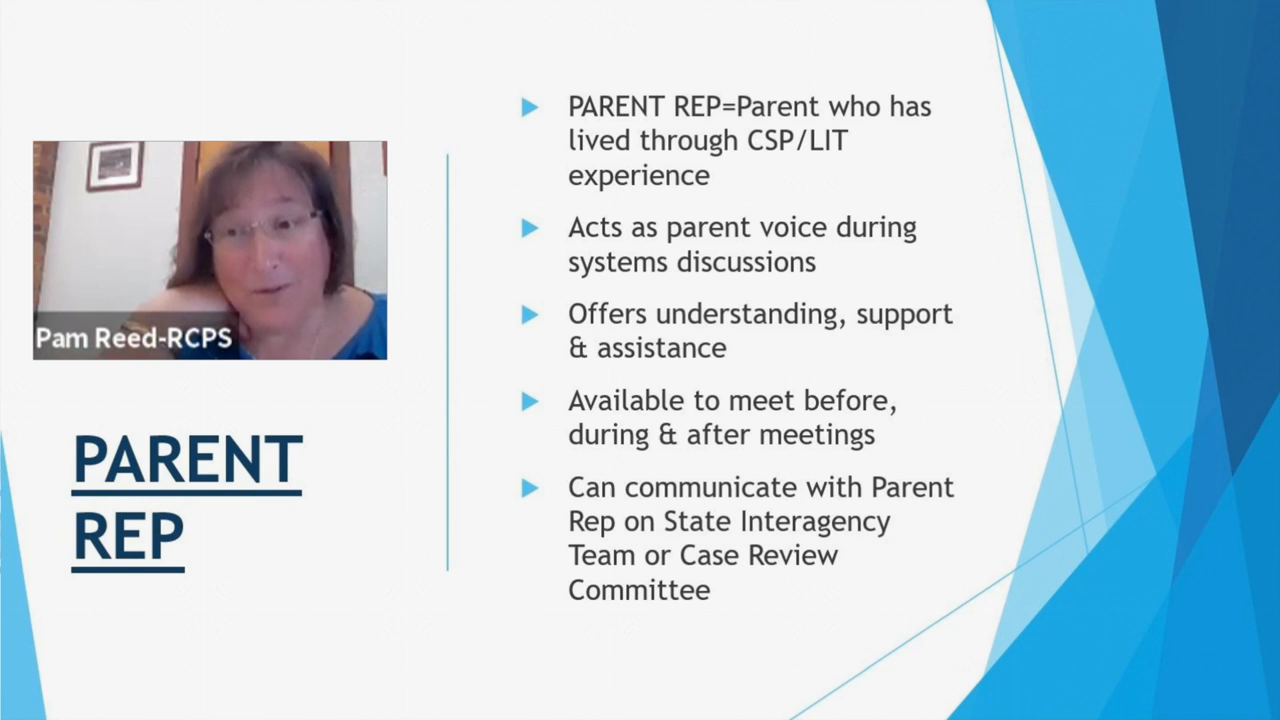 Pam Reed-RCPS
PARENT
REP
PARENT REP=Parent who has
lived through CSP/LIT
experience
Acts as parent voice during
systems discussions
Offers understanding, support
& assistance
Available to meet before,
during & after meetings
Can communicate with Parent
Rep on State Interagency
Team or Case Review
Committee